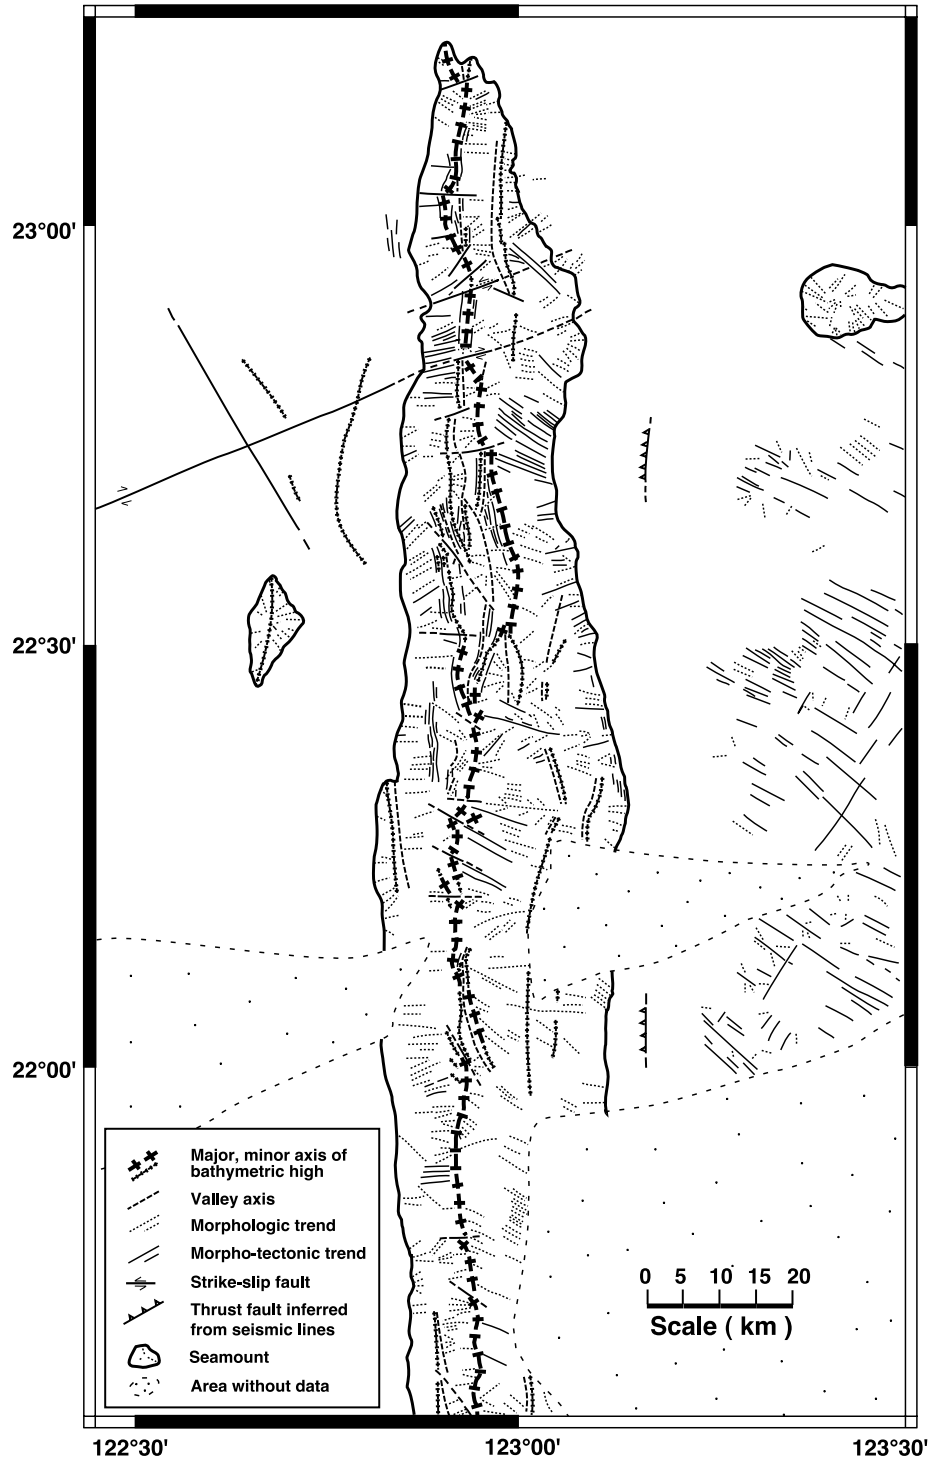 23°00'
22°30'
22°00'
Major, minor axis of
bathymetric high
Valley axis
Morphologic trend
Morpho-tectonic trend
Strike-slip fault
Thrust fault inferred
from seismic lines
Seamount
Area without data
0 5 10 15 20
Scale ( km )
122°30' 123°00' 123°30'